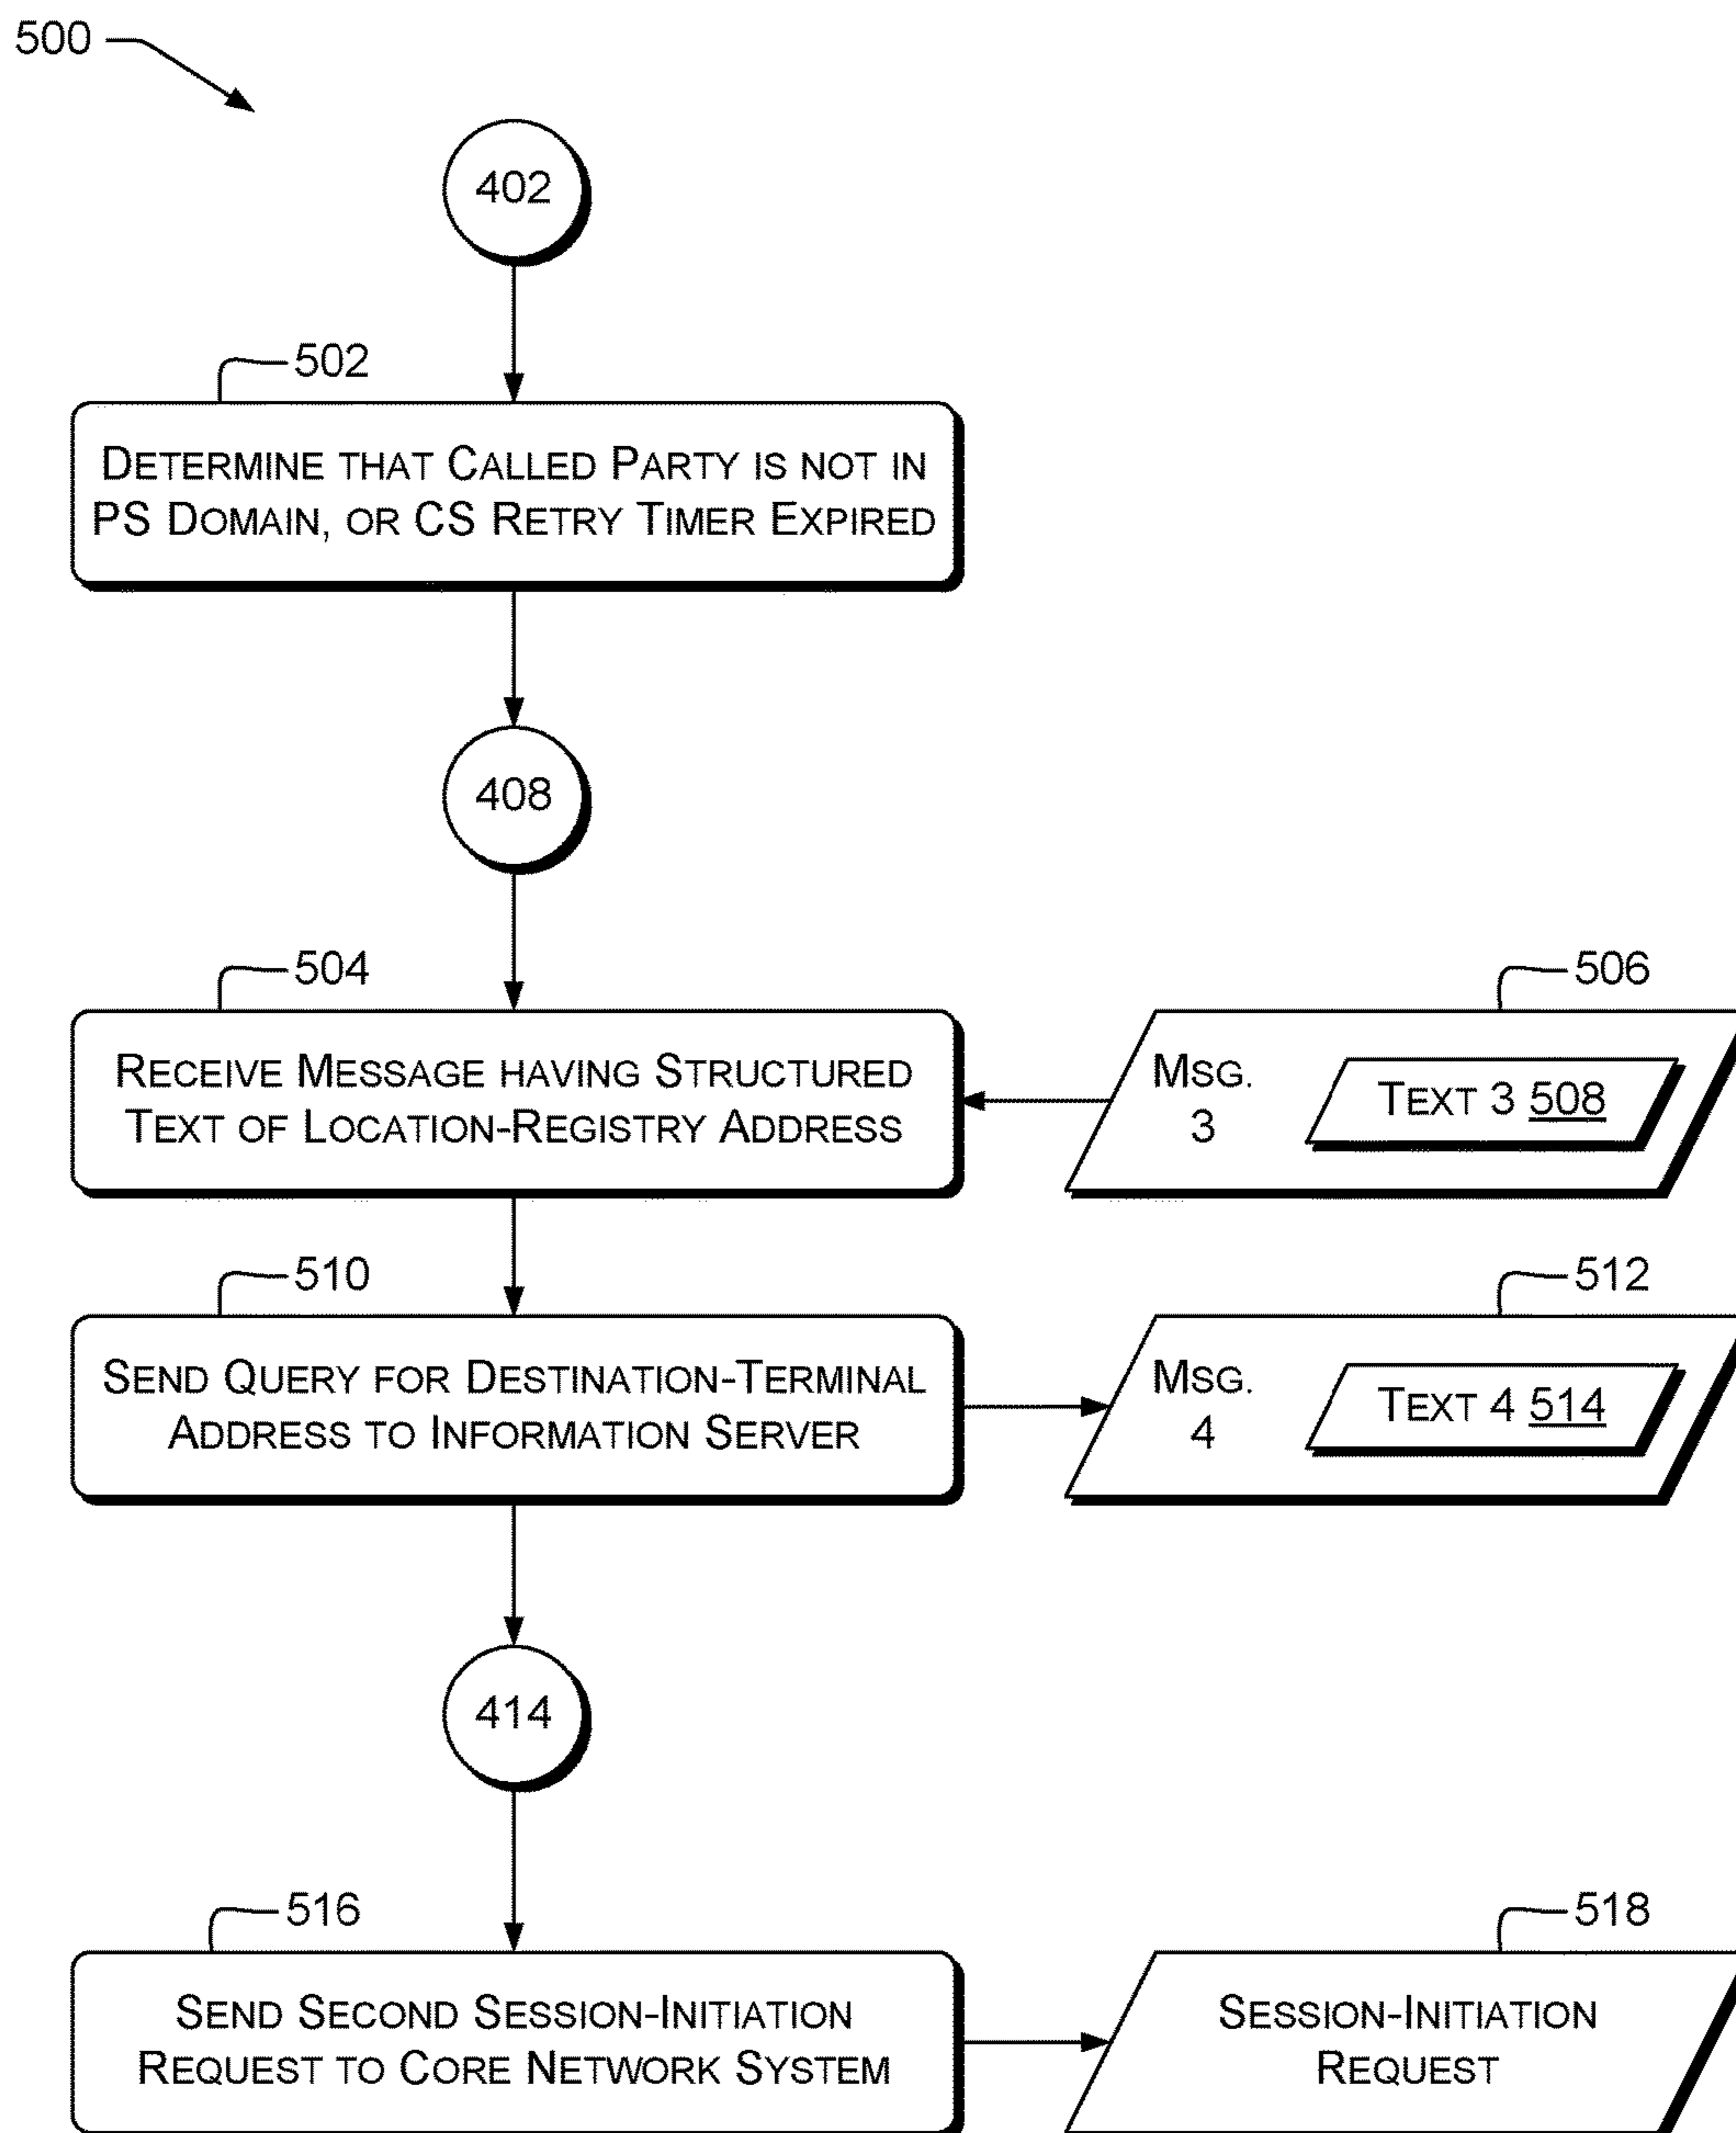 500
402
502
DETERMINE THAT CALLED PARTY IS NOT IN
PS DOMAIN, OR CS RETRY TIMER EXPIRED
408
504
RECEIVE MESSAGE HAVING STRUCTURED
TEXT OF LOCATION-REGISTRY ADDRESS
506
MSG.
3
TEXT 3 508
510
SEND QUERY FOR DESTINATION-TERMINAL
ADDRESS TO INFORMATION SERVER
512
MSG.
4
TEXT 4 514
414
516
SEND SECOND SESSION-INITIATION
REQUEST TO CORE NETWORK SYSTEM
518
SESSION-INITIATION
REQUEST